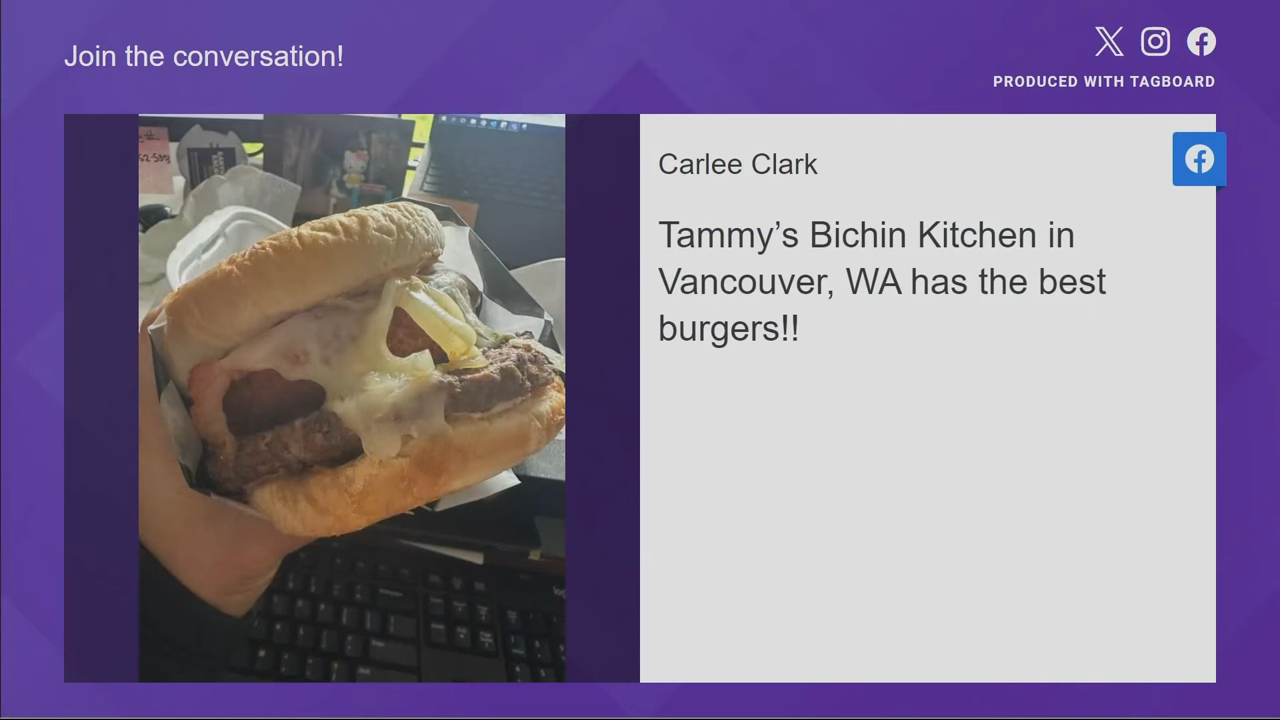 Join the conversation!
PRODUCED WITH TAGBOARD
Carlee Clark
Tammy’s Bichin Kitchen in
Vancouver, WA has the best
burgers!!